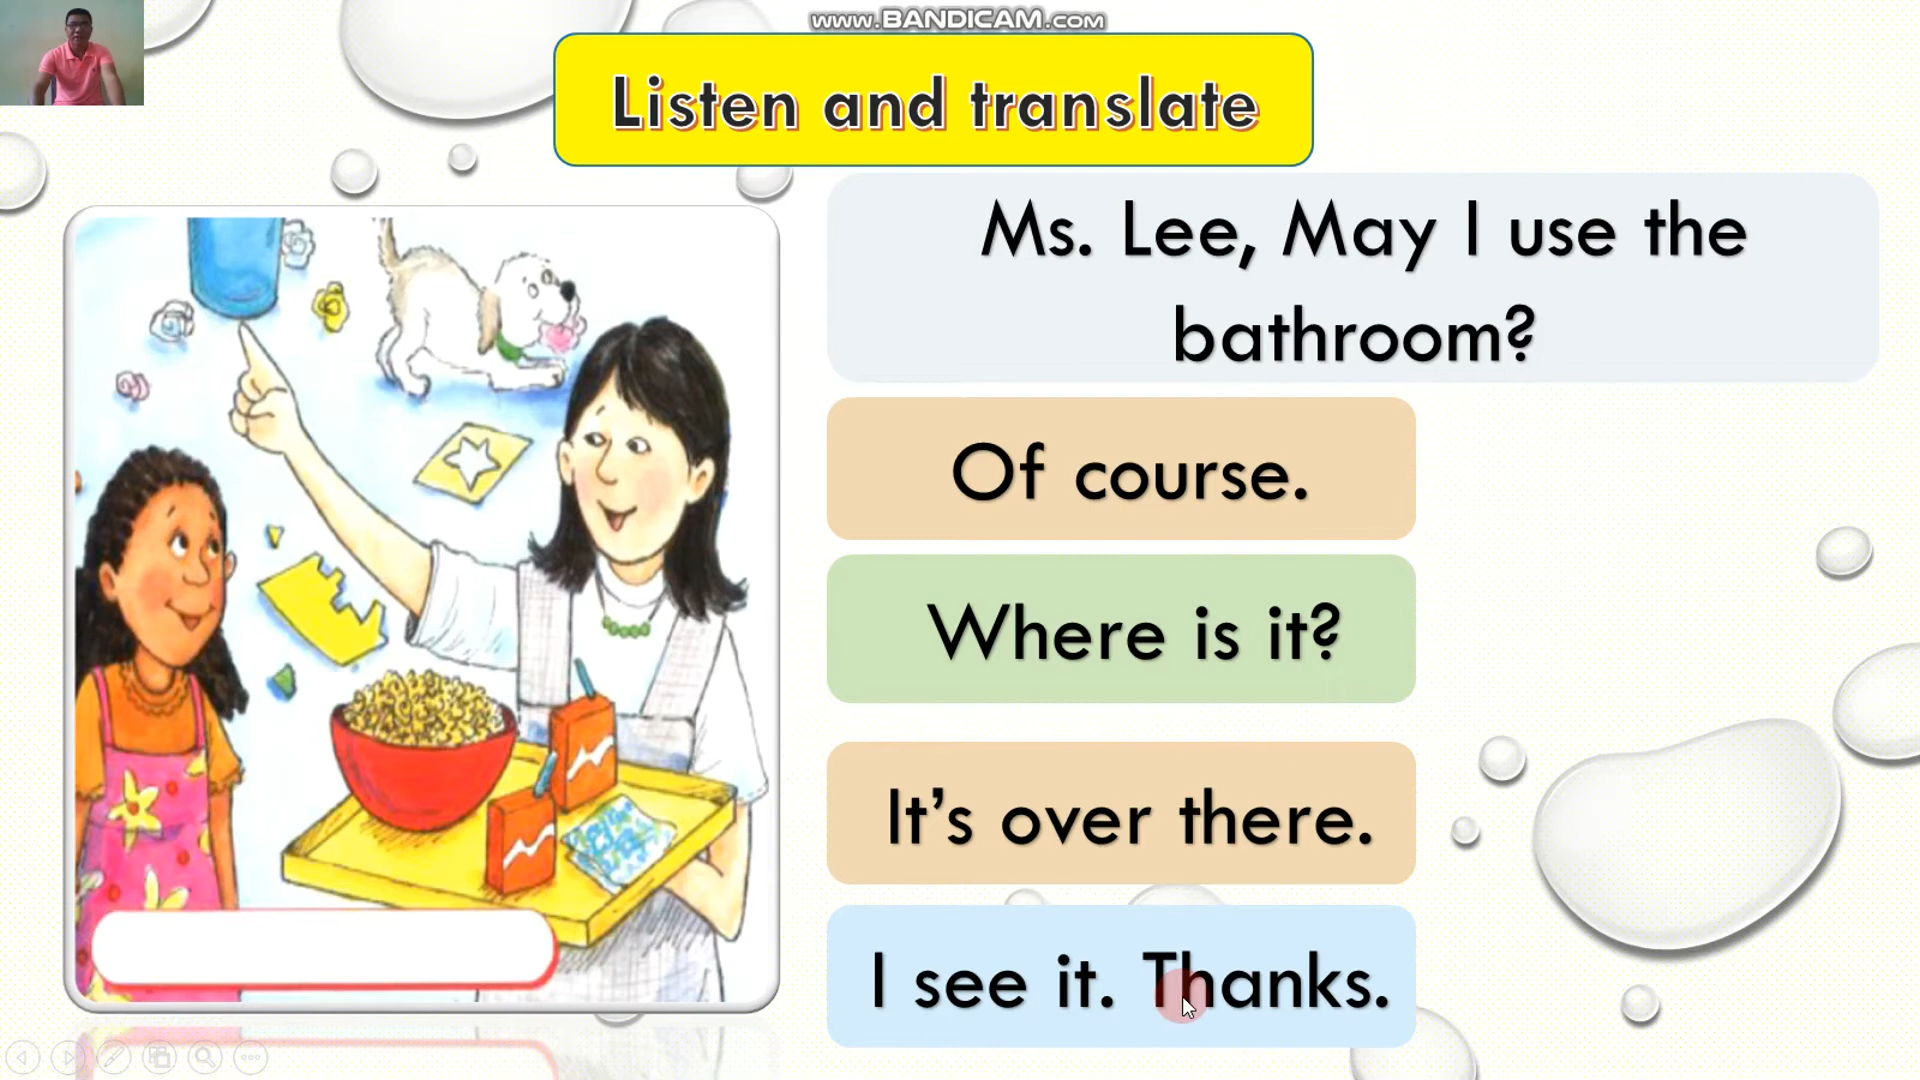 www.BANDICAM.com
Listen and translate
Ms. Lee, May I use the
bathroom?
Of course.
Where is it?
It's over there.
I see it. Thanks.